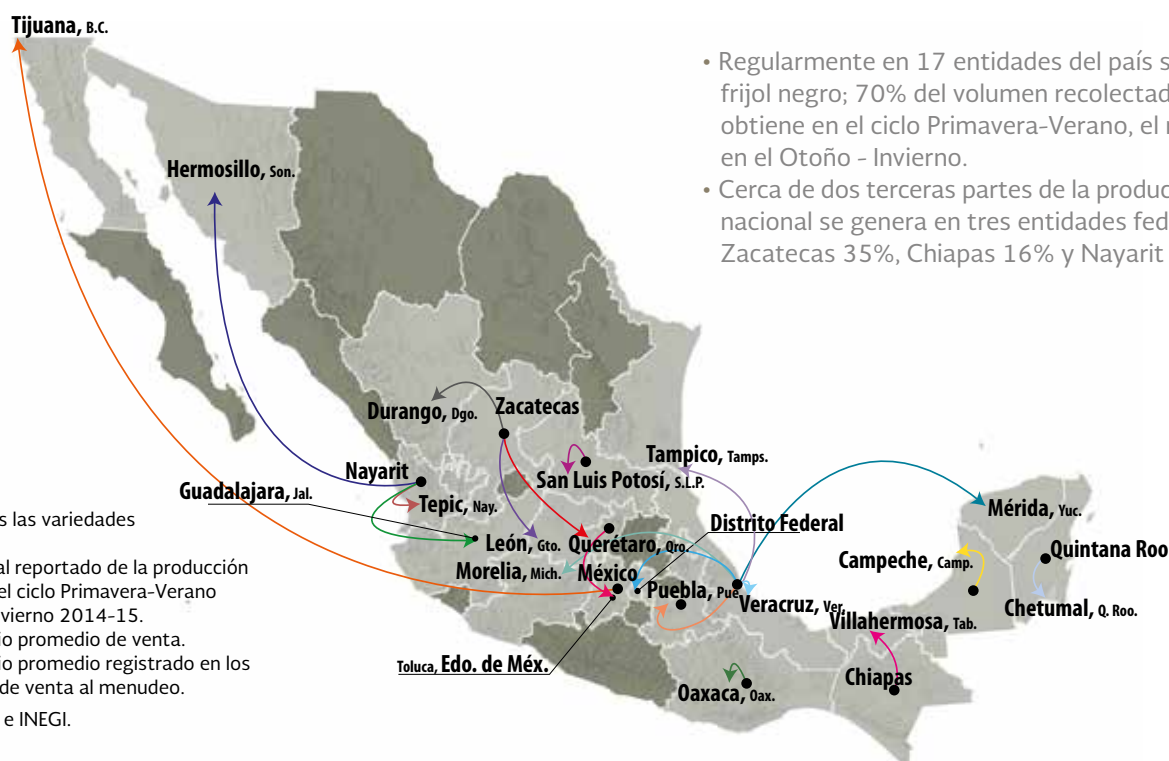 Tijuana, B.C.
• Regularmente en 17 entidades del país s
frijol negro; 70% del volumen recolectad
obtiene en el ciclo Primavera-Verano, el
en el Otoño - Invierno.
• Cerca de dos terceras partes de la produc
nacional se genera en tres entidades fed
Zacatecas 35%, Chiapas 16% y Nayarit
Hermosillo, Son.
Durango, Dgo.
Zacatecas
Tampico, Tamps.
San Luis Potosí, S.L.P.
Nayarit
Guadalajara, Jal.
Tepic, Nay.
Distrito Federal
Mérida, Yuc.
León, Gto.
Querétaro, Qro.
Quintana Roo
Campeche, Camp.
Morelia, Mich.
México
Puebla, Pue.
Veracruz, Ver.
Chetumal, Q. Roo.
Villahermosa, Tab.
Toluca, Edo. de Méx.
Chiapas
Oaxaca, Oax.
s las variedades
al reportado de la producción
el ciclo Primavera-Verano
vierno 2014-15.
io promedio de venta.
io promedio registrado en los
de venta al menudeo.
e INEGI.